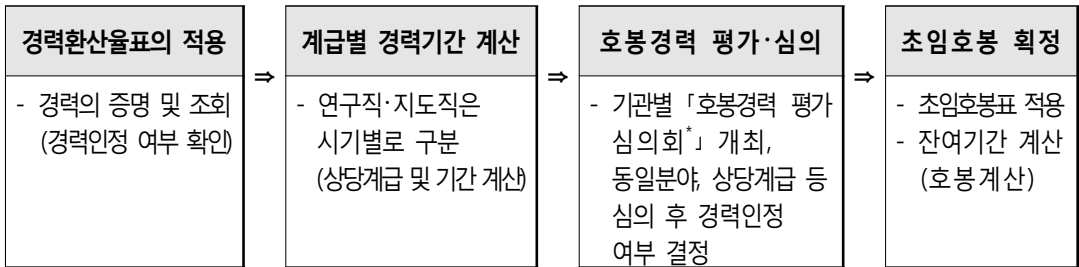 경력환산율표의 적용
- 경력의 증명 및 조회
(경력인정 여부 확인)
⇒
계급별 경력기간 계산
- 연구직·지도직은
시기별로 구분
(상당계급 및 기간 계산)
⇒
호봉경력 평가·심의
- 기관별 「호봉경력 평가
심의회*」 개최,
동일분야, 상당계급 등
심의 후 경력인정
여부 결정
⇒
초임호봉 획정
- 초임호봉표 적용
- 잔여기간 계산
(호봉계산)